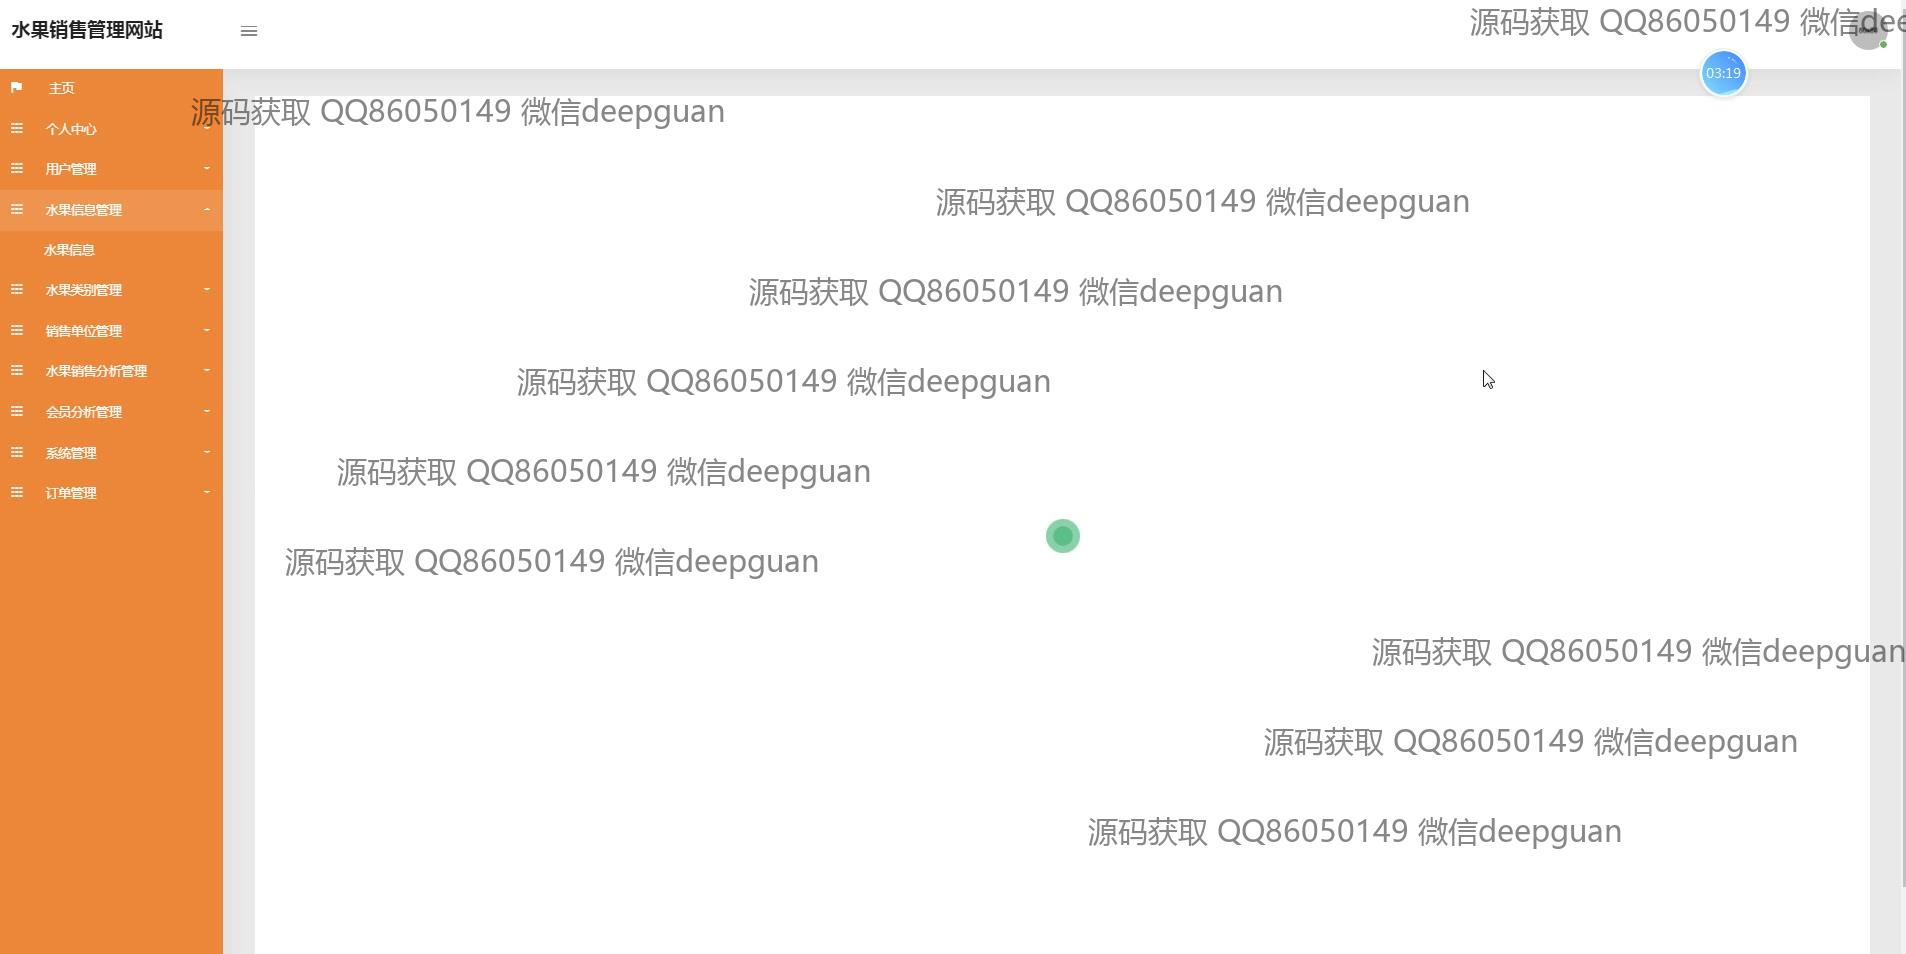 水果销售管理网站
源码获取 QQ86050149 微信dee
03:19
主页
源码获取 QQ86050149 微信deepguan
个人中心
用户管理
源码获取 QQ86050149 微信deepguan
水果信息管理
水果信息
水果类别管理
源码获取 QQ86050149 微信deepguan
销售单位管理
水果销售分析管理
源码获取 QQ86050149 微信deepguan
会员分析管理
系统管理
源码获取 QQ86050149 微信deepguan
订单管理
源码获取 QQ86050149 微信deepguan
源码获取 QQ86050149 微信deepguan
源码获取 QQ86050149 微信deepguan
源码获取 QQ86050149 微信deepguan